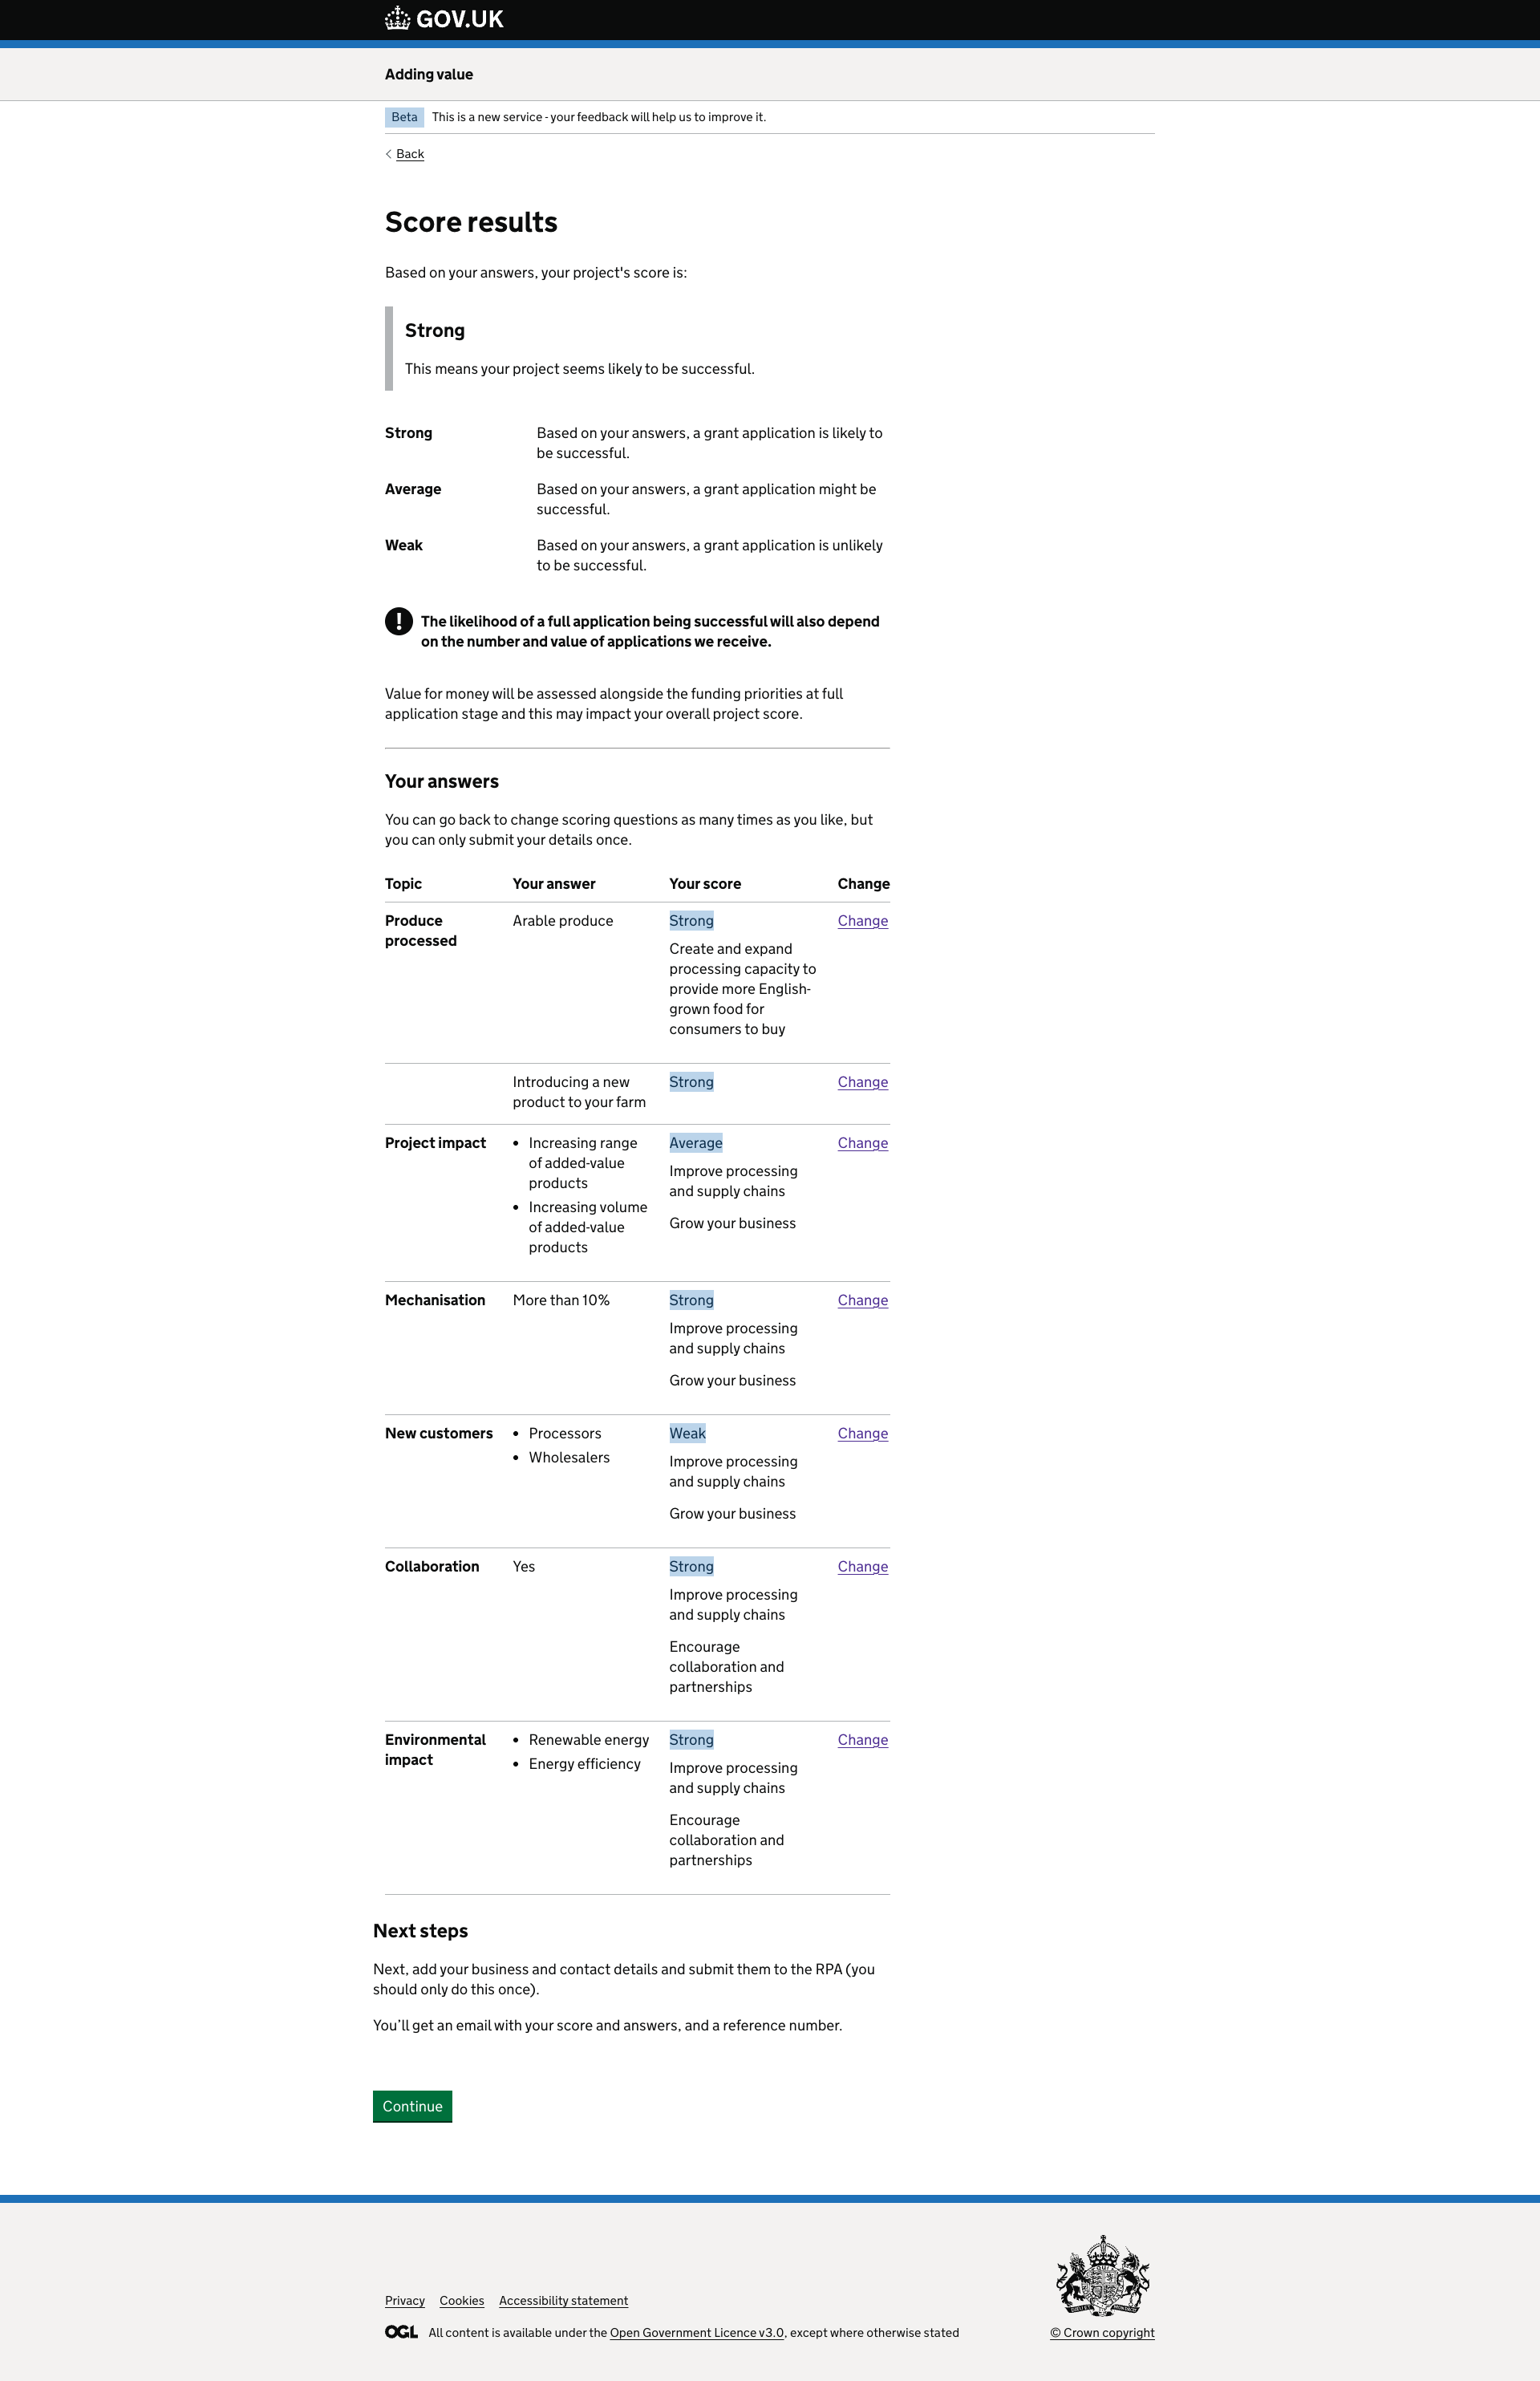 GOV.UK
Adding value
Beta This is a new service - your feedback will help us to improve it.
Back
Score results
Based on your answers, your project's score is:
Strong
This means your project seems likely to be successful.
Strong Based on your answers, a grant application is likely to
be successful.
Average Based on your answers, a grant application might be
successful.
Weak Based on your answers, a grant application is unlikely
to be successful.
! The likelihood of a full application being successful will also depend
on the number and value of applications we receive.
Value for money will be assessed alongside the funding priorities at full
application stage and this may impact your overall project score.
Your answers
You can go back to change scoring questions as many times as you like, but
you can only submit your details once.
Topic Your answer Your score Change
Produce Arable produce Strong Change
processed
Create and expand
processing capacity to
provide more English-
grown food for
consumers to buy
Introducing a new Strong Change
product to your farm
Project impact • Increasing range Average Change
of added-value
products
• Increasing volume
of added-value
products
Improve processing
and supply chains
Grow your business
Mechanisation More than 10% Strong Change
Improve processing
and supply chains
Grow your business
New customers • Processors Weak Change
• Wholesalers
Improve processing
and supply chains
Grow your business
Collaboration Yes Strong Change
Improve processing
and supply chains
Encourage
collaboration and
partnerships
Environmental • Renewable energy Strong Change
impact • Energy efficiency
Improve processing
and supply chains
Encourage
collaboration and
partnerships
Next steps
Next, add your business and contact details and submit them to the RPA (you
should only do this once).
You’ll get an email with your score and answers, and a reference number.
Continue
Privacy Cookies Accessibility statement
OGL All content is available under the Open Government Licence v3.0, except where otherwise stated
© Crown copyright